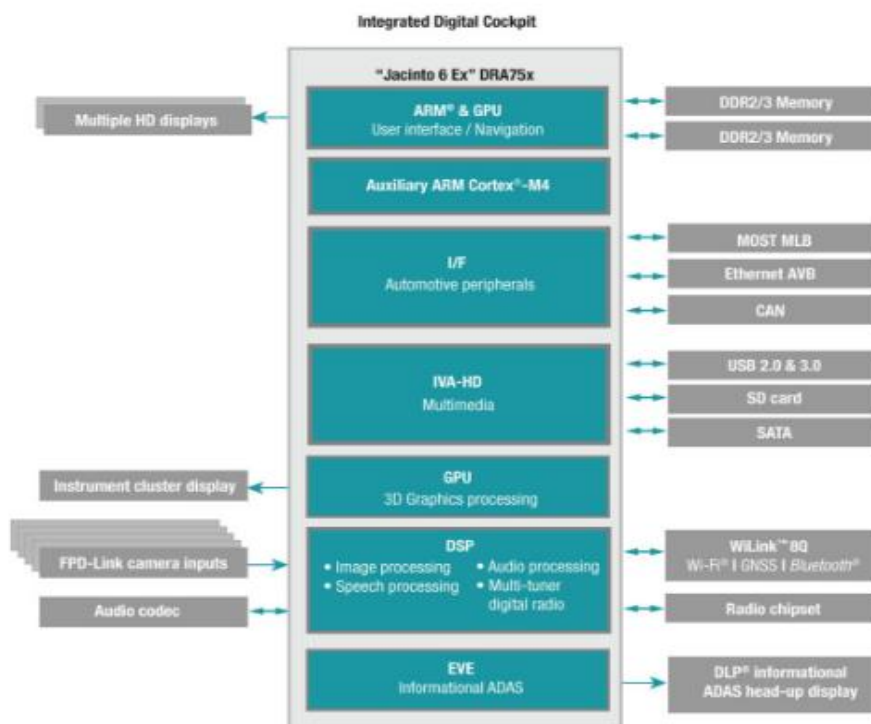 Integrated Digital Cockpit
"Jacinto 6 Ex" DRA75x
Multiple HD displays
ARM® & GPU
User interface / Navigation
DDR2/3 Memory
DDR2/3 Memory
Auxiliary ARM Cortex®-M4
I/F
Automotive peripherals
MOST MLB
Ethernet AVB
CAN
IVA-HD
Multimedia
USB 2.0 & 3.0
SD card
SATA
Instrument cluster display
GPU
3D Graphics processing
FPD-Link camera inputs
Audio codec
DSP
• Image processing
• Speech processing
• Audio processing
• Multi-tuner
digital radio
WiLink™ 8Q
Wi-Fi® I GNSS I Bluetooth®
Radio chipset
EVE
Informational ADAS
DLP® informational
ADAS head-up display